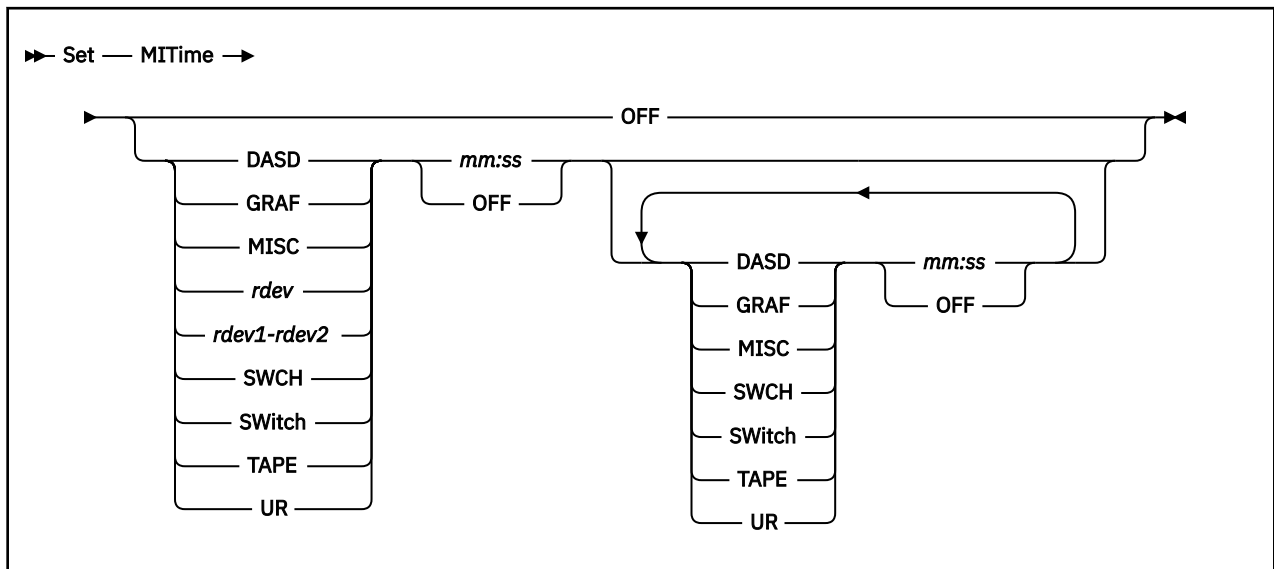 Set MITime
OFF
DASD
GRAF
MISC
rdev
rdev1-rdev2
SWCH
SWitch
TAPE
UR
mm:ss
OFF
DASD
GRAF
MISC
SWCH
SWitch
TAPE
UR
mm:ss
OFF